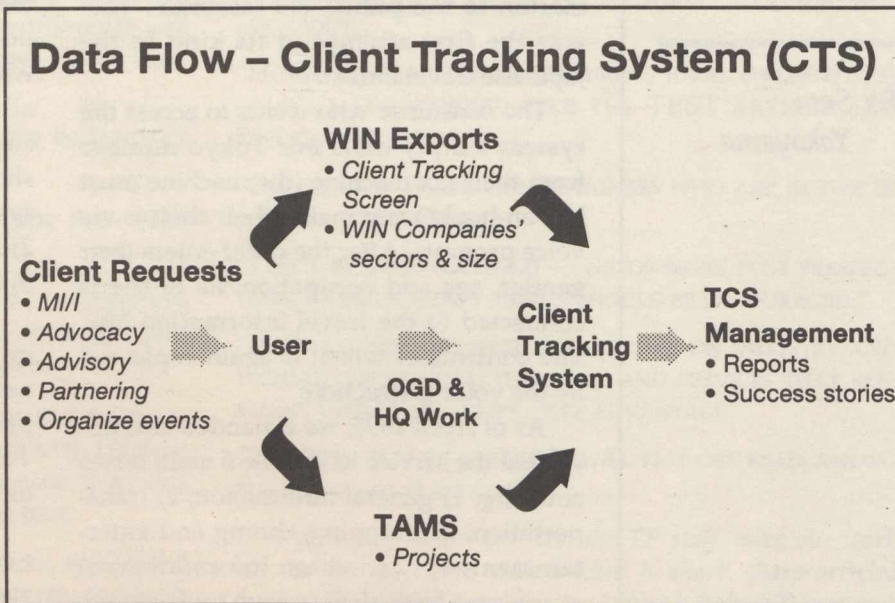 Data Flow – Client Tracking System (CTS)
WIN Exports
• Client Tracking
Screen
• WIN Companies'
sectors & size
Client Requests
• MI/I
• Advocacy
• Advisory
• Partnering
• Organize events
User
OGD &
HQ Work
Client
Tracking
System
TCS
Management
• Reports
• Success stories
TAMS
• Projects